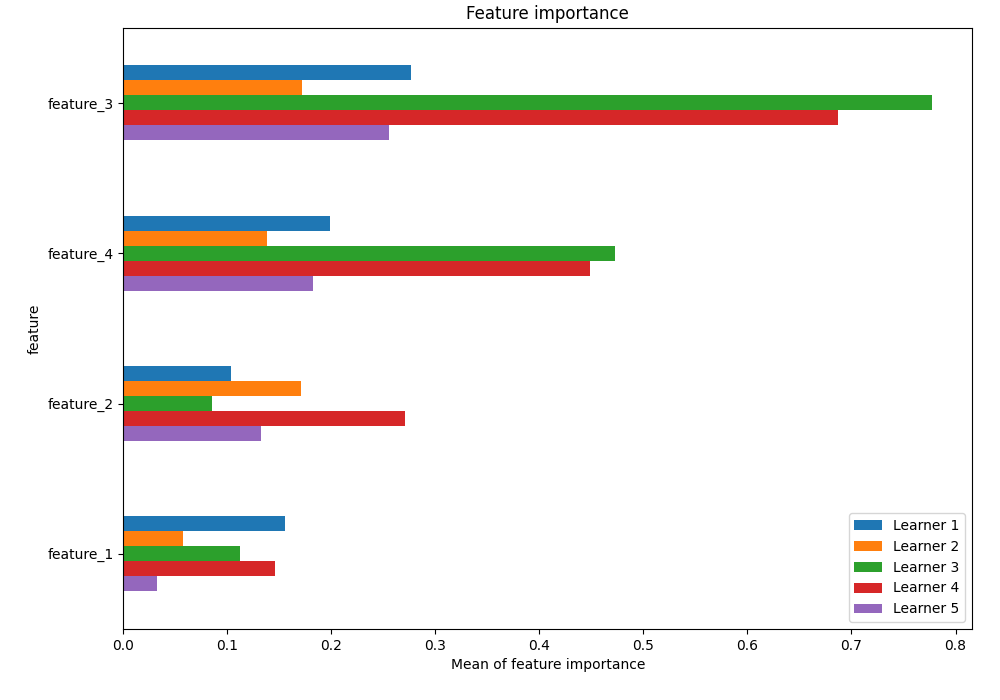 Feature importance
feature_3
feature_4
feature_2
feature_1
feature
0.0 0.1 0.2 0.3 0.4 0.5 0.6 0.7 0.8
Mean of feature importance
Learner 1
Learner 2
Learner 3
Learner 4
Learner 5